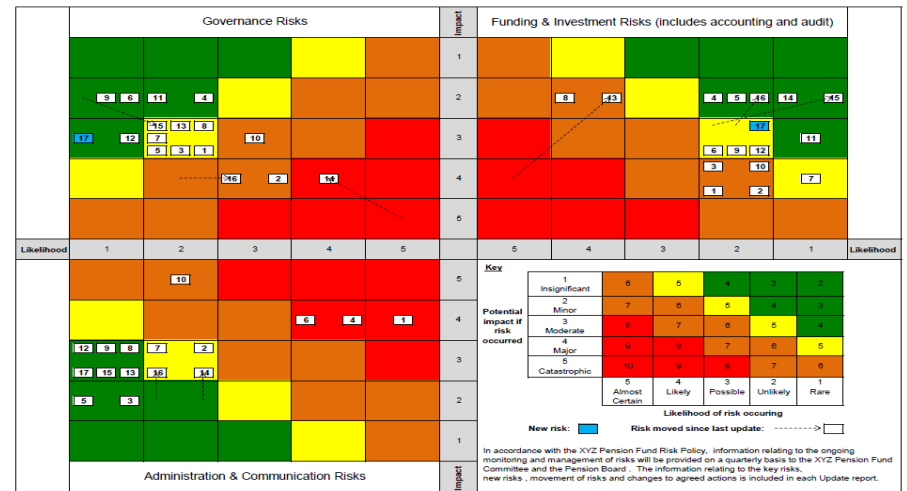 Governance Risks
Impact
Funding & Investment Risks (includes accounting and audit)
1
2
9 6 11 4
8 13
4 5 16 14 15
3
15 13 8
17
17 12 7 10
11
5 3 1
6 9 12
4
16 2 14
3 10
7
1 2
5
Likelihood 1 2 3 4 5
5 4 3 2 1 Likelihood
5
10
4
6 4 1
3
12 9 8 7 2
17 15 13 16 14
2
5 3
1
Administration & Communication Risks
Impact
Key
Potential impact if risk occurred
1 Insignificant 6 5 4 3 2
2 Minor 7 6 5 4 3
3 Moderate 8 7 6 5 4
4 Major 9 8 7 6 5
5 Catastrophic 10 9 8 7 6
5 Almost Certain 4 Likely 3 Possible 2 Unlikely 1 Rare
Likelihood of risk occuring
New risk: Risk moved since last update:
In accordance with the XYZ Pension Fund Risk Policy, information relating to the ongoing
monitoring and management of risks will be provided on a quarterly basis to the XYZ Pension Fund
Committee and the Pension Board . The information relating to the key risks,
new risks , movement of risks and changes to agreed actions is included in each Update report.